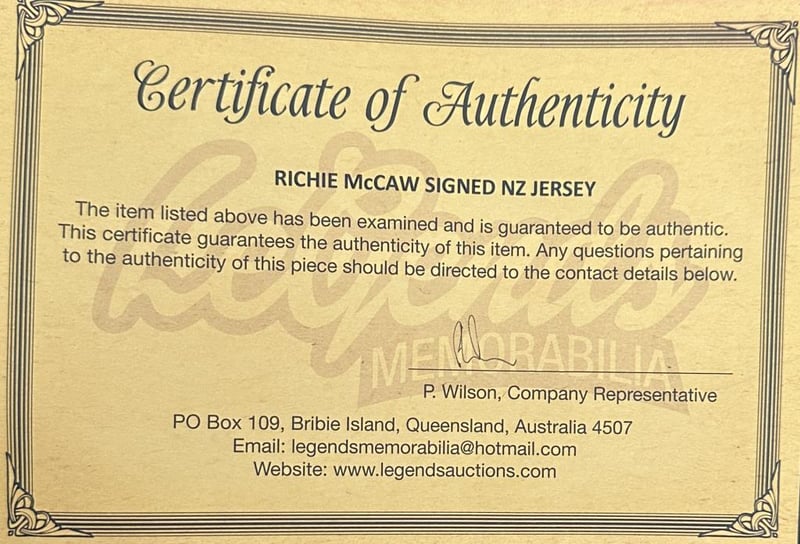 Certificate of Authenticity
RICHIE McCAW SIGNED NZ JERSEY
The item listed above has been examined and is guaranteed to be authentic.
This certificate guarantees the authenticity of this item. Any questions pertaining
to the authenticity of this piece should be directed to the contact details below.
Legends
MEMORABILIA
P. Wilson, Company Representative
PO Box 109, Bribie Island, Queensland, Australia 4507
Email: legendsmemorabilia@hotmail.com
Website: www.legendsauctions.com